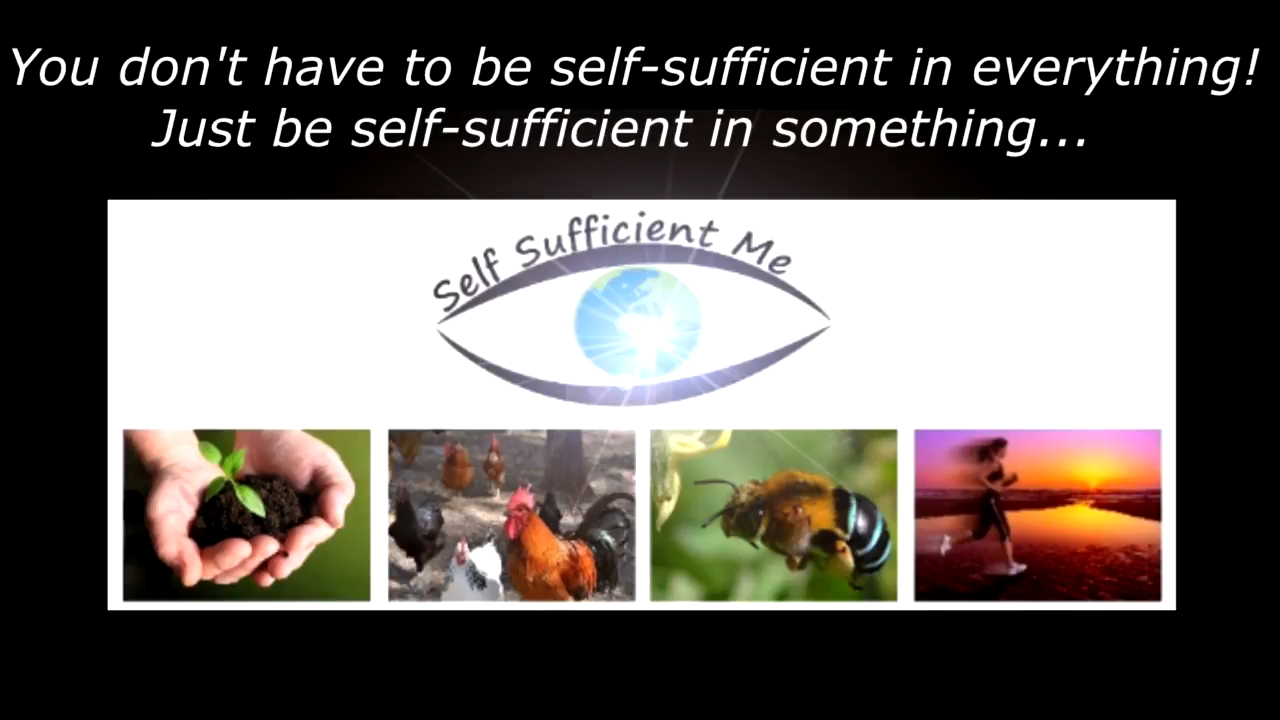 You don't have to be self-sufficient in everything!
Just be self-sufficient in something...
Self Sufficient Me